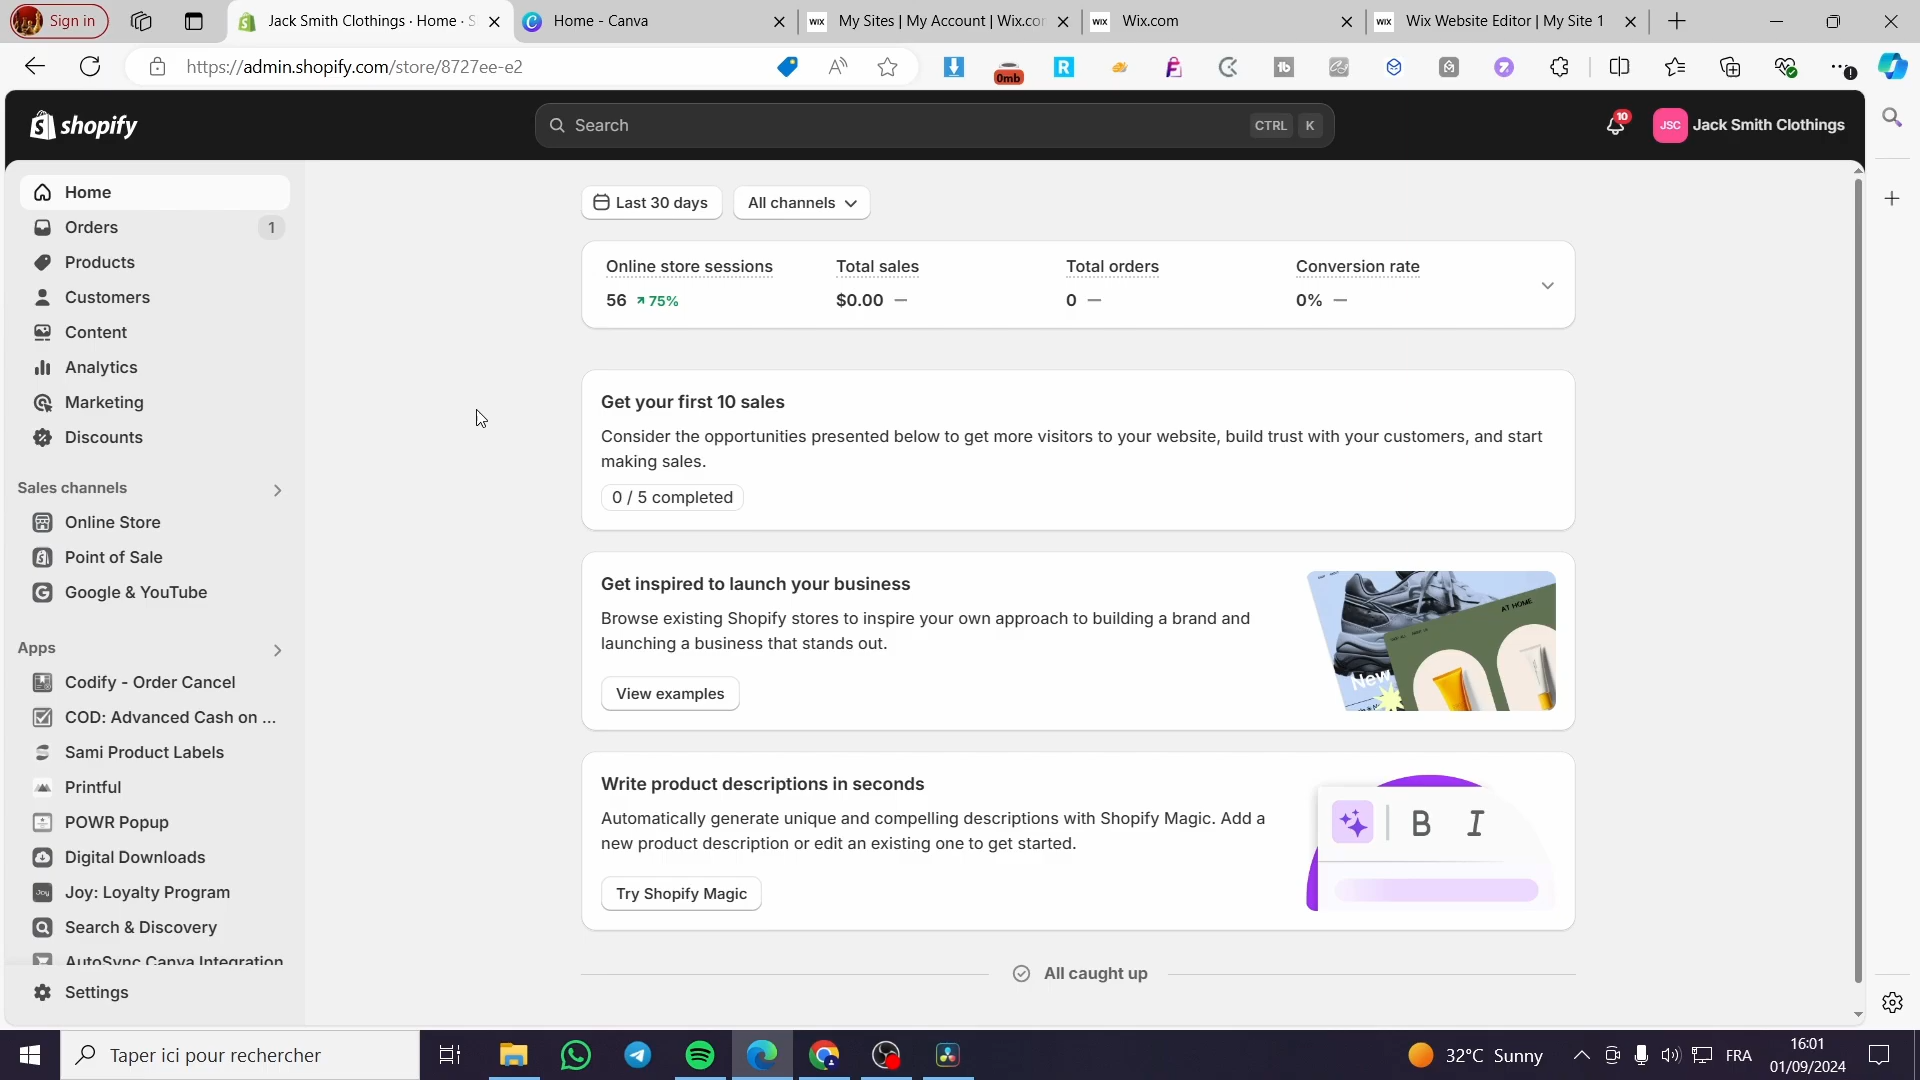 Sign in
Jack Smith Clothings · Home · S
Home - Canva
WIX My Sites | My Account | Wix.co
WIX Wix.com
WIX Wix Website Editor | My Site 1
https://admin.shopify.com/store/8727ee-e2
0mb
shopify
Search
CTRL K
10
JSC Jack Smith Clothings
Home
Orders 1
Products
Customers
Content
Analytics
Marketing
Discounts
Sales channels
Online Store
Point of Sale
Google & YouTube
Apps
Codify - Order Cancel
COD: Advanced Cash on ...
Sami Product Labels
Printful
POWR Popup
Digital Downloads
Joy: Loyalty Program
Search & Discovery
AutoSync Canva Integration
Settings
Last 30 days
All channels
Online store sessions
56 75%
Total sales
$0.00 —
Total orders
0 —
Conversion rate
0% —
Get your first 10 sales
Consider the opportunities presented below to get more visitors to your website, build trust with your customers, and start
making sales.
0 / 5 completed
Get inspired to launch your business
Browse existing Shopify stores to inspire your own approach to building a brand and
launching a business that stands out.
View examples
AT HOME
New
Write product descriptions in seconds
Automatically generate unique and compelling descriptions with Shopify Magic. Add a
new product description or edit an existing one to get started.
Try Shopify Magic
B I
All caught up
Taper ici pour rechercher
32°C Sunny
FRA
16:01
01/09/2024